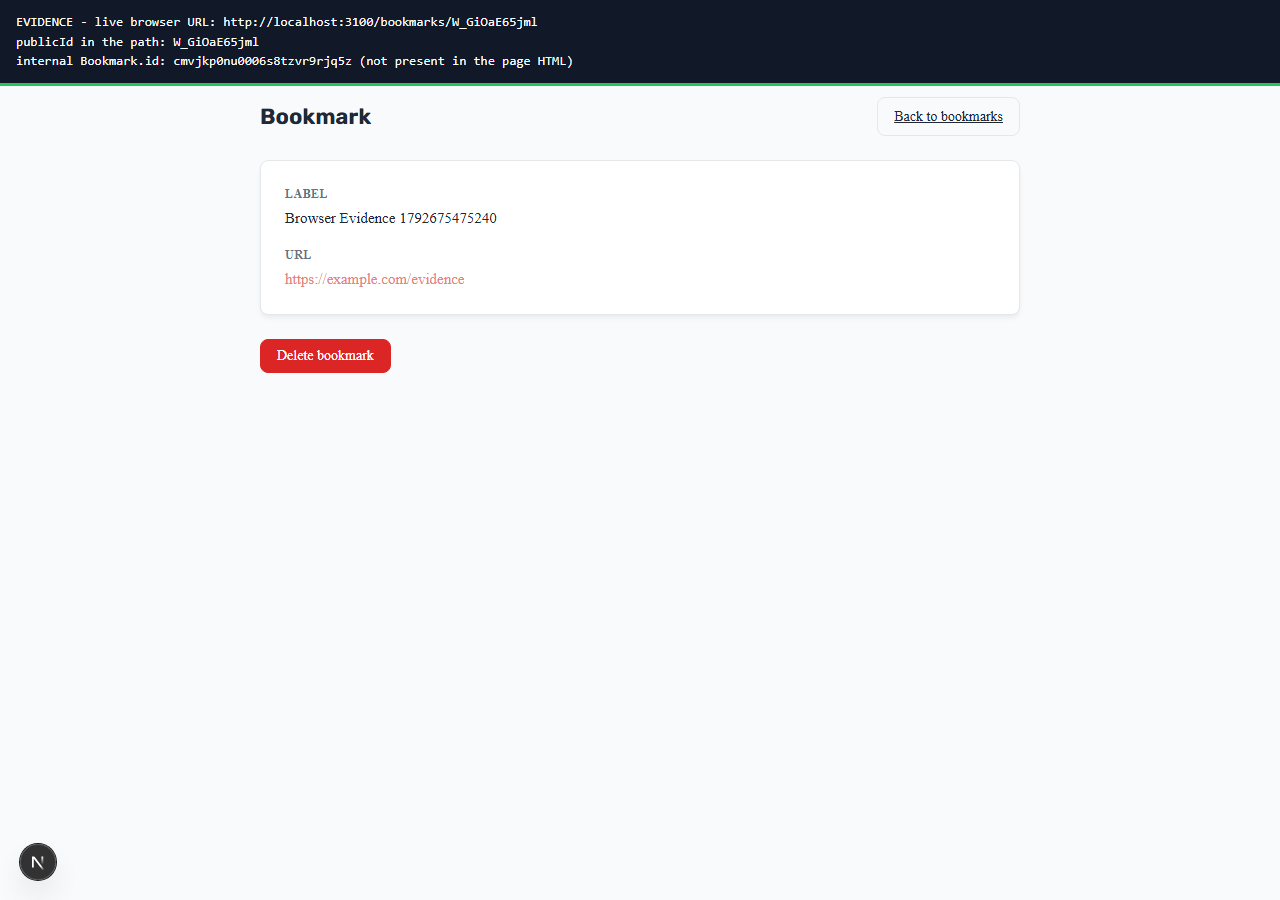 EVIDENCE - live browser URL: http://localhost:3100/bookmarks/W_GiOaE65jml
publicId in the path: W_GiOaE65jml
internal Bookmark.id: cmvjkp0nu0006s8tzvr9rjq5z (not present in the page HTML)
Bookmark
Back to bookmarks
LABEL
Browser Evidence 1792675475240
URL
https://example.com/evidence
Delete bookmark
N